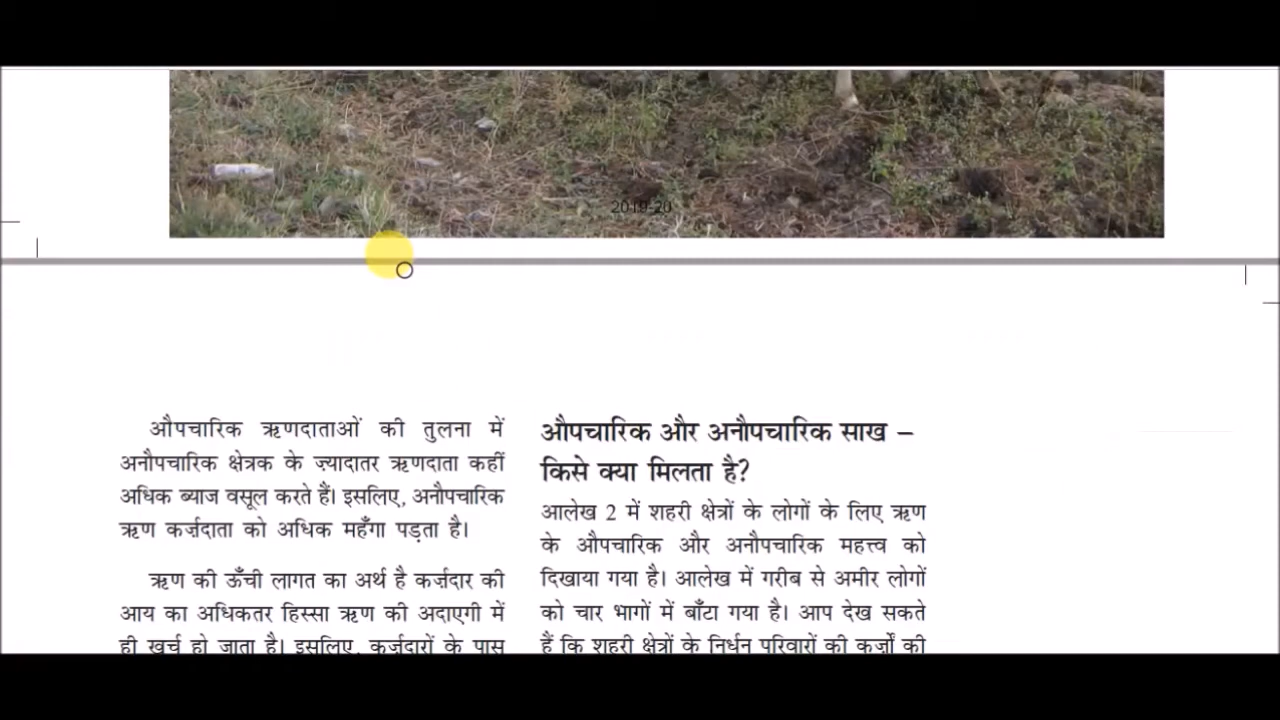 2019-20
औपचारिक ऋणदाताओं की तुलना में
अनौपचारिक क्षेत्रक के ज़्यादातर ऋणदाता कहीं
अधिक ब्याज वसूल करते हैं। इसलिए, अनौपचारिक
ऋण कर्ज़दाता को अधिक महँगा पड़ता है।
ऋण की ऊँची लागत का अर्थ है कर्ज़दार की
आय का अधिकतर हिस्सा ऋण की अदाएगी में
ही खर्च हो जाता है। इसलिए, कर्ज़दारों के पास
औपचारिक और अनौपचारिक साख –
किसे क्या मिलता है?
आलेख 2 में शहरी क्षेत्रों के लोगों के लिए ऋण
के औपचारिक और अनौपचारिक महत्त्व को
दिखाया गया है। आलेख में गरीब से अमीर लोगों
को चार भागों में बाँटा गया है। आप देख सकते
हैं कि शहरी क्षेत्रों के निर्धन परिवारों की कर्ज़ों की